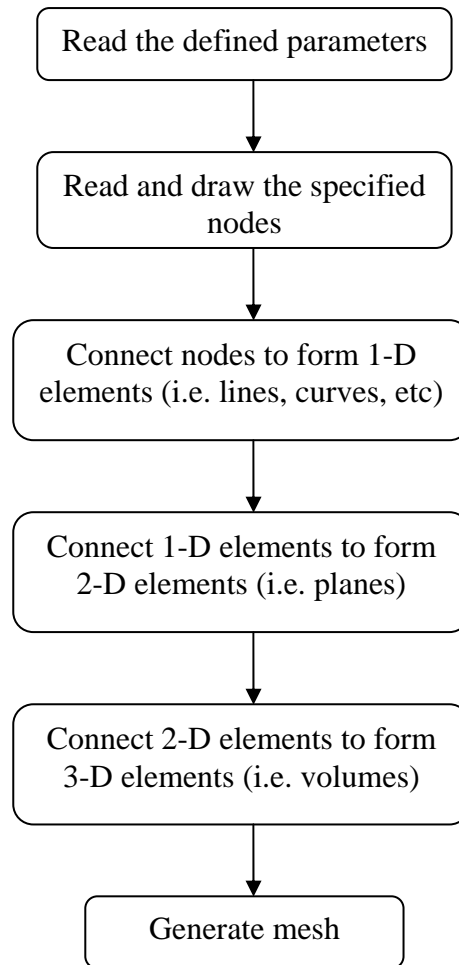 Read the defined parameters
Read and draw the specified
nodes
Connect nodes to form 1-D
elements (i.e. lines, curves, etc)
Connect 1-D elements to form
2-D elements (i.e. planes)
Connect 2-D elements to form
3-D elements (i.e. volumes)
Generate mesh